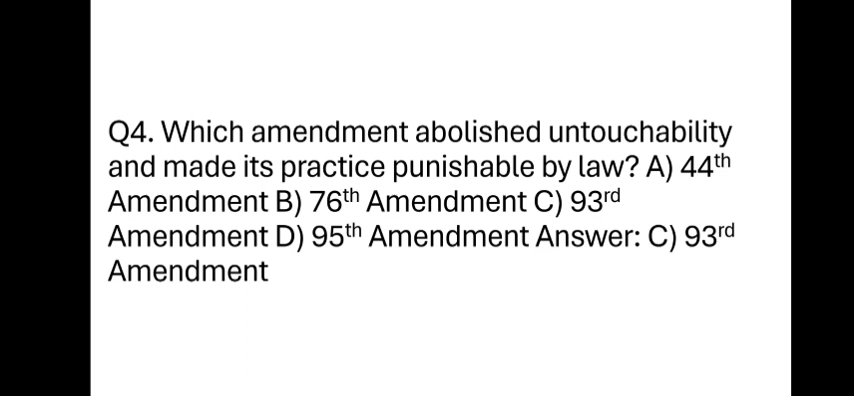 Q4. Which amendment abolished untouchability
and made its practice punishable by law? A) 44th
Amendment B) 76th Amendment C) 93rd
Amendment D) 95th Amendment Answer: C) 93rd
Amendment